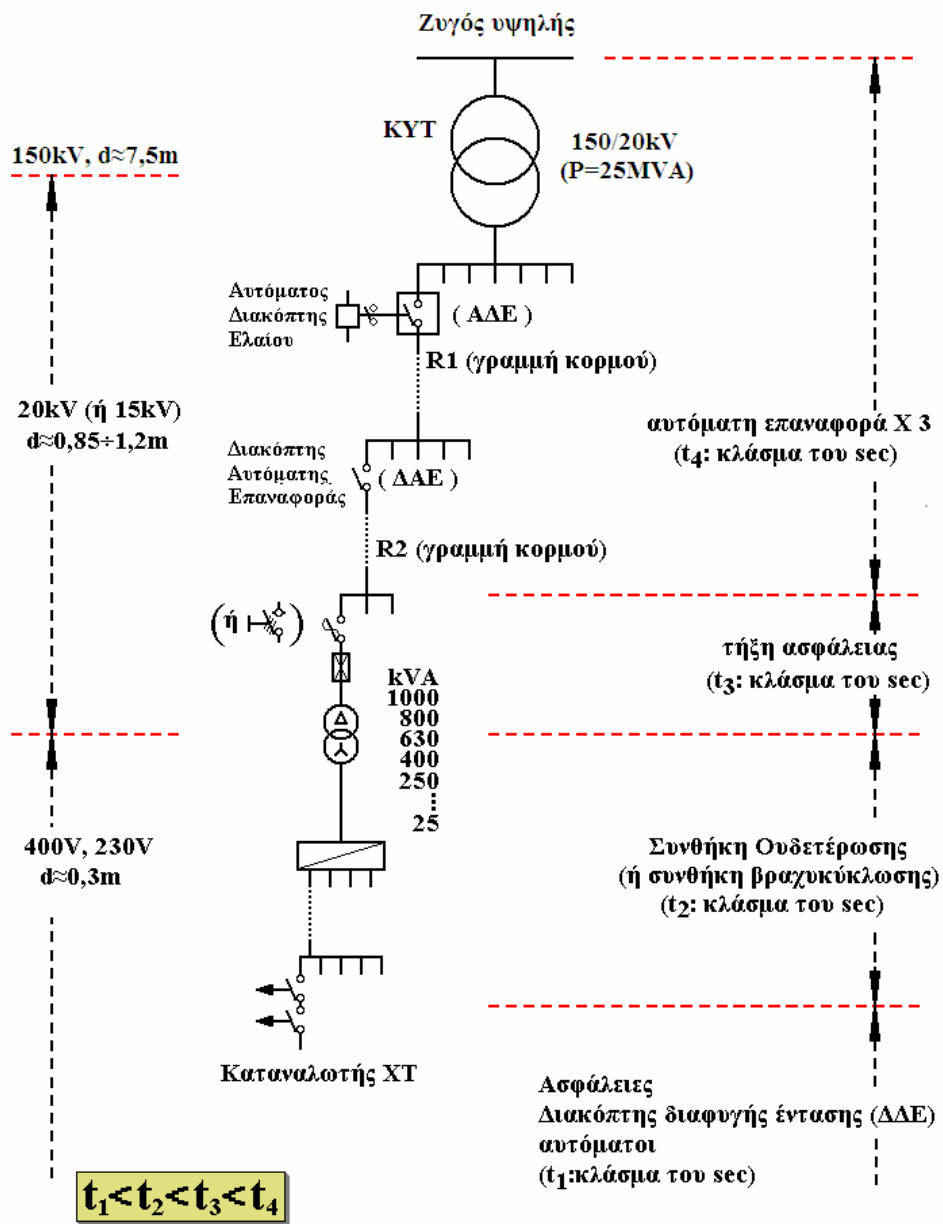 Ζυγός υψηλής
ΚΥΤ
150/20kV
(P=25MVA)
150kV, d≈7,5m
Αυτόματος
Διακόπτης
Ελαίου
( ΑΔΕ )
R1 (γραμμή κορμού)
20kV (ή 15kV)
d≈0,85÷1,2m
αυτόματη επαναφορά Χ 3
(t4: κλάσμα του sec)
Διακόπτης
Αυτόματης
Επαναφοράς
( ΔΑΕ )
R2 (γραμμή κορμού)
(ή )
τήξη ασφάλειας
(t3: κλάσμα του sec)
kVA
1000
800
630
400
250
25
400V, 230V
d≈0,3m
Συνθήκη Ουδετέρωσης
(ή συνθήκη βραχυκύκλωσης)
(t2: κλάσμα του sec)
Καταναλωτής ΧΤ
Ασφάλειες
Διακόπτης διαφυγής έντασης (ΔΔΕ)
αυτόματοι
(t1:κλάσμα του sec)
t1<t2<t3<t4